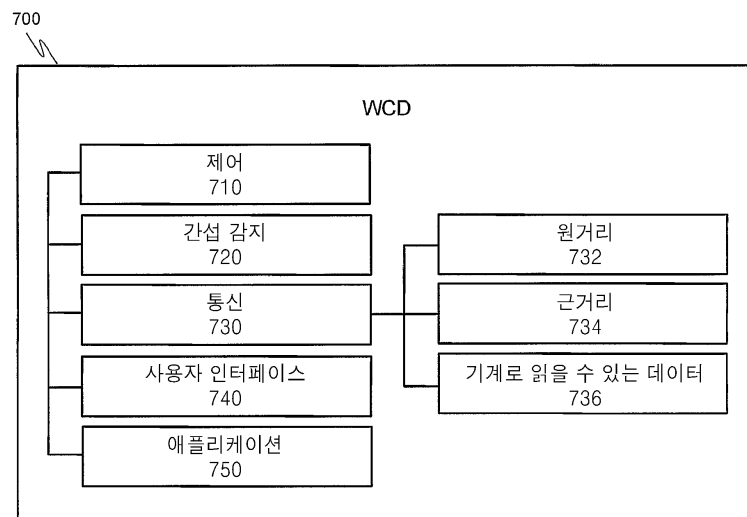 700
WCD
제어
710
간섭 감지
720
통신
730
사용자 인터페이스
740
애플리케이션
750
원거리
732
근거리
734
기계로 읽을 수 있는 데이터
736